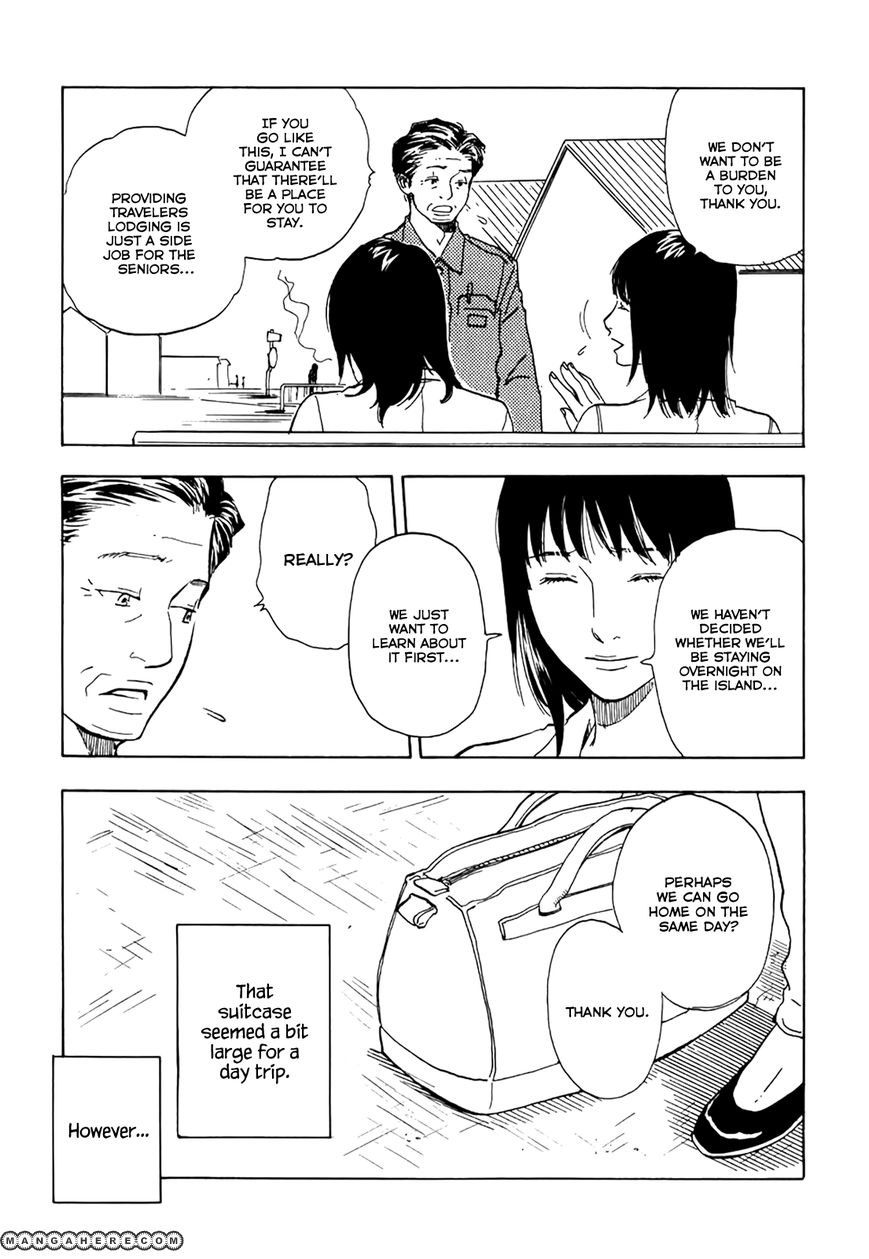 WE DON'T
WANT TO BE
A BURDEN
TO YOU,
THANK YOU.
IF YOU
GO LIKE
THIS, I CAN'T
GUARANTEE
THAT THERE'LL
BE A PLACE
FOR YOU TO
STAY.
PROVIDING
TRAVELERS
LODGING IS
JUST A SIDE
JOB FOR THE
SENIORS...
WE HAVEN'T
DECIDED
WHETHER WE'LL
BE STAYING
OVERNIGHT ON
THE ISLAND...
WE JUST
WANT TO
LEARN ABOUT
IT FIRST...
REALLY?
PERHAPS
WE CAN GO
HOME ON THE
SAME DAY?
THANK YOU.
That
suitcase
seemed a bit
large for a
day trip.
However...
MANGAHERE.COM